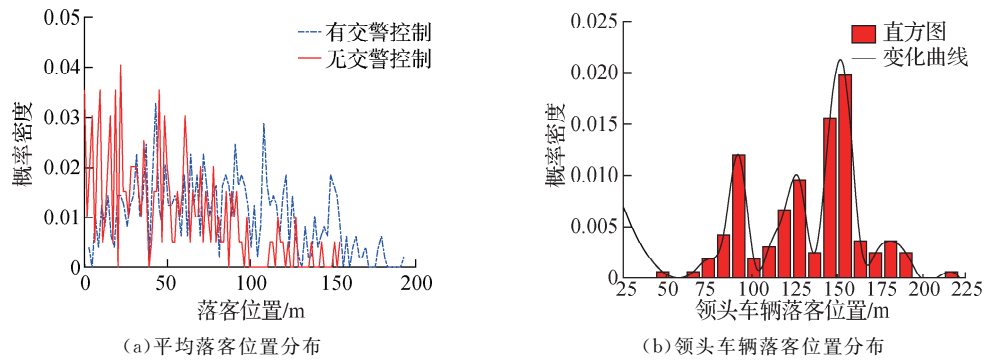 0.05
0.04
0.03
0.02
0.01
0
概率密度
有交警控制
无交警控制
0 50 100 150 200
落客位置/m
(a)平均落客位置分布
0.025
0.020
0.015
0.010
0.005
0
概率密度
直方图
变化曲线
25 50 75 100 125 150 175 200 225
领头车辆落客位置/m
(b)领头车辆落客位置分布